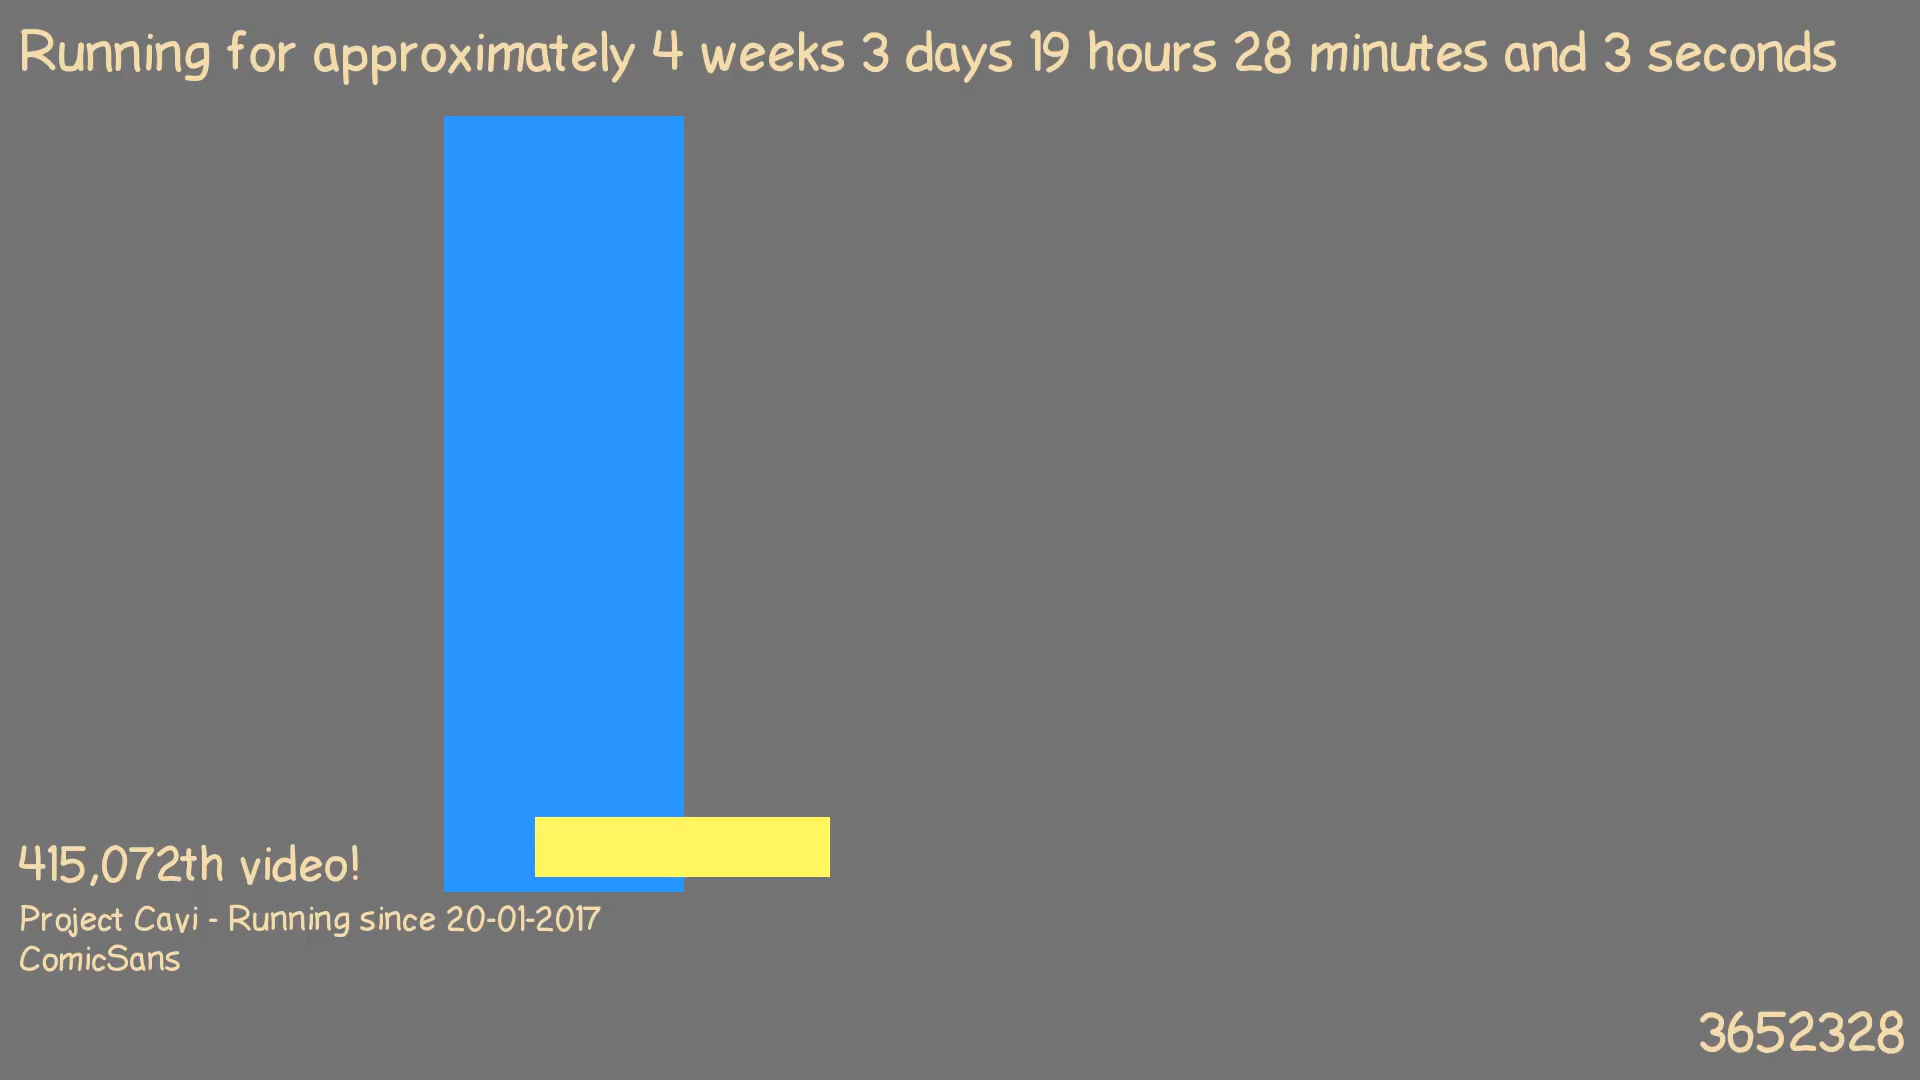 Running for approximately 4 weeks 3 days 19 hours 28 minutes and 3 seconds
415,072th video!
Project Cavi - Running since 20-01-2017
ComicSans
3652328